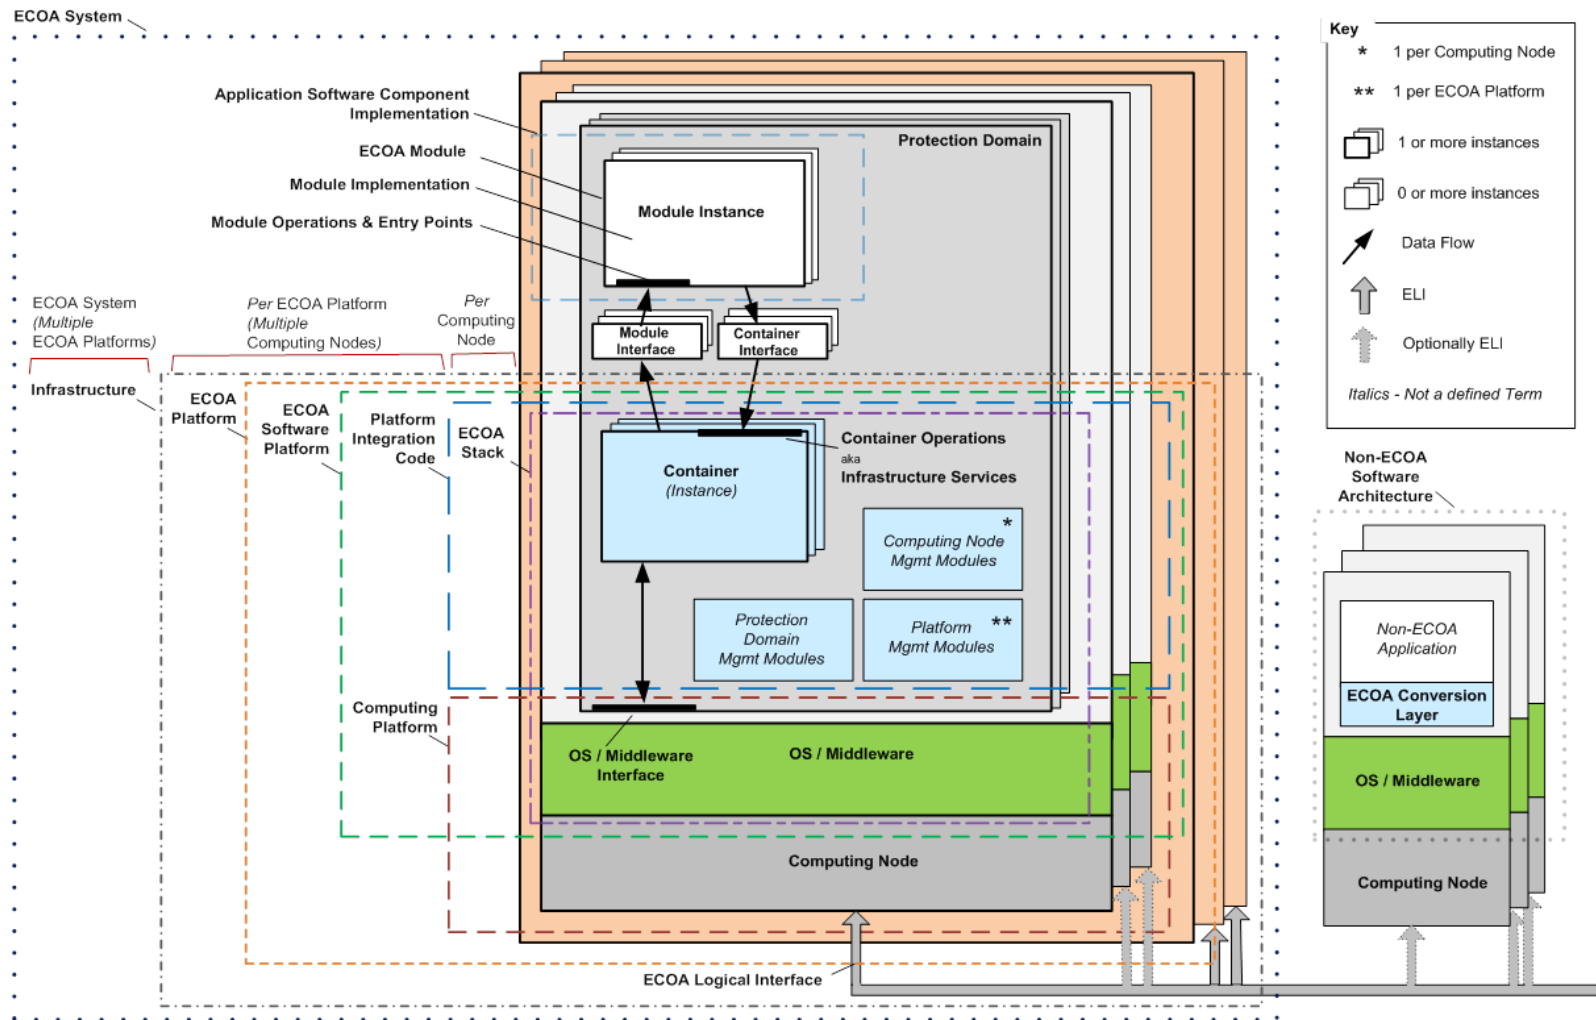 ECOA System
Application Software Component
Implementation
ECOA Module
Module Implementation
Module Operations & Entry Points
ECOA System
(Multiple
ECOA Platforms)
Per ECOA Platform
(Multiple
Computing Nodes)
Per
Computing
Node
Infrastructure
ECOA
Platform
ECOA
Software
Platform
Platform
Integration
Code
ECOA
Stack
Computing
Platform
Protection Domain
Module Instance
Module
Interface
Container
Interface
Container
(Instance)
Container Operations
aka
Infrastructure Services
*
Computing Node
Mgmt Modules
Protection
Domain
Mgmt Modules
**
Platform
Mgmt Modules
OS / Middleware
Interface
OS / Middleware
Computing Node
ECOA Logical Interface
Key
* 1 per Computing Node
** 1 per ECOA Platform
1 or more instances
0 or more instances
Data Flow
ELI
Optionally ELI
Italics - Not a defined Term
Non-ECOA
Software
Architecture
Non-ECOA
Application
ECOA Conversion
Layer
OS / Middleware
Computing Node